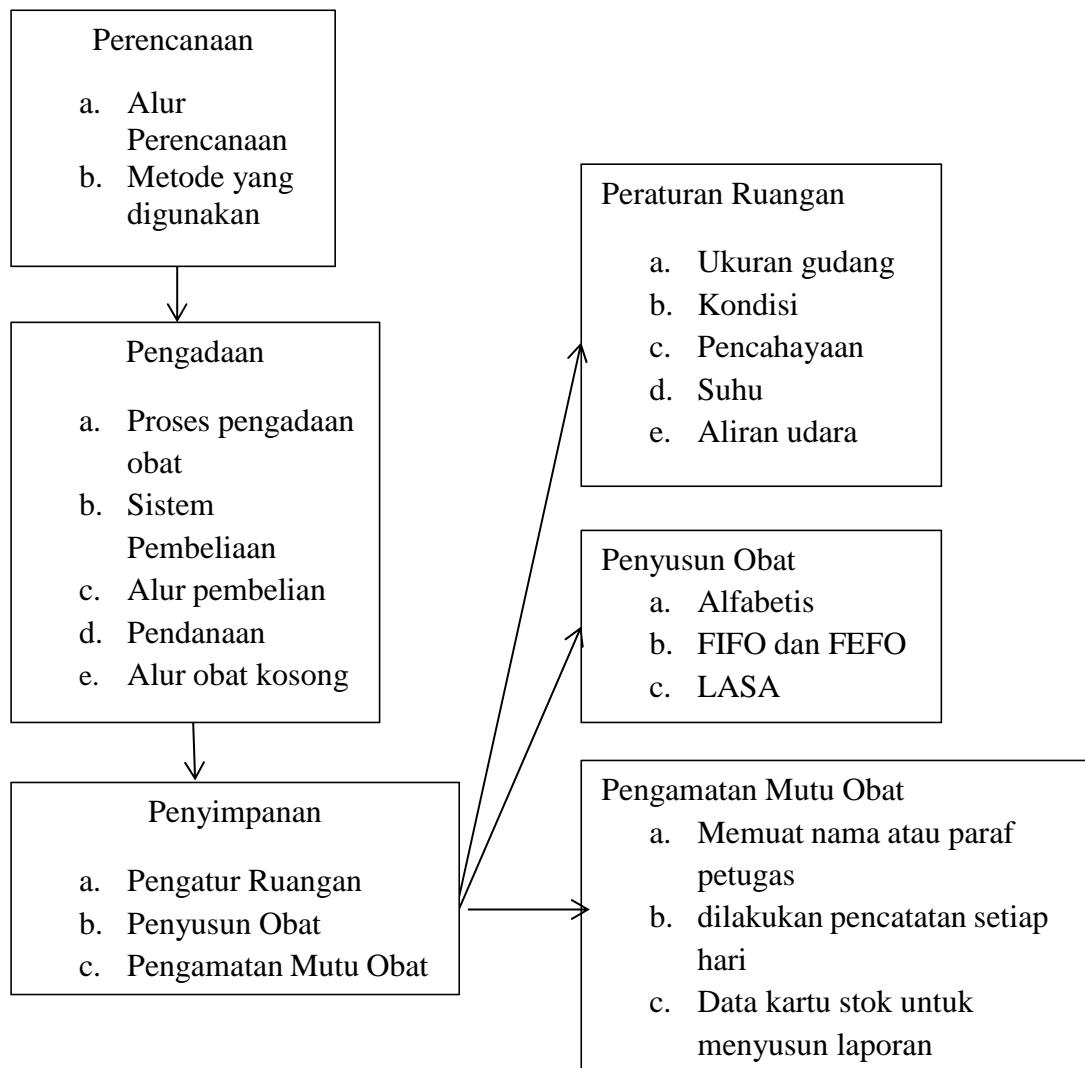 Perencanaan
a. Alur
Perencanaan
b. Metode yang
digunakan
Pengadaan
a. Proses pengadaan
obat
b. Sistem
Pembeliaan
c. Alur pembelian
d. Pendanaan
e. Alur obat kosong
Penyimpanan
a. Pengatur Ruangan
b. Penyusun Obat
c. Pengamatan Mutu Obat
Peraturan Ruangan
a. Ukuran gudang
b. Kondisi
c. Pencahayaan
d. Suhu
e. Aliran udara
Penyusun Obat
a. Alfabetis
b. FIFO dan FEFO
c. LASA
Pengamatan Mutu Obat
a. Memuat nama atau paraf
petugas
b. dilakukan pencatatan setiap
hari
c. Data kartu stok untuk
menyusun laporan